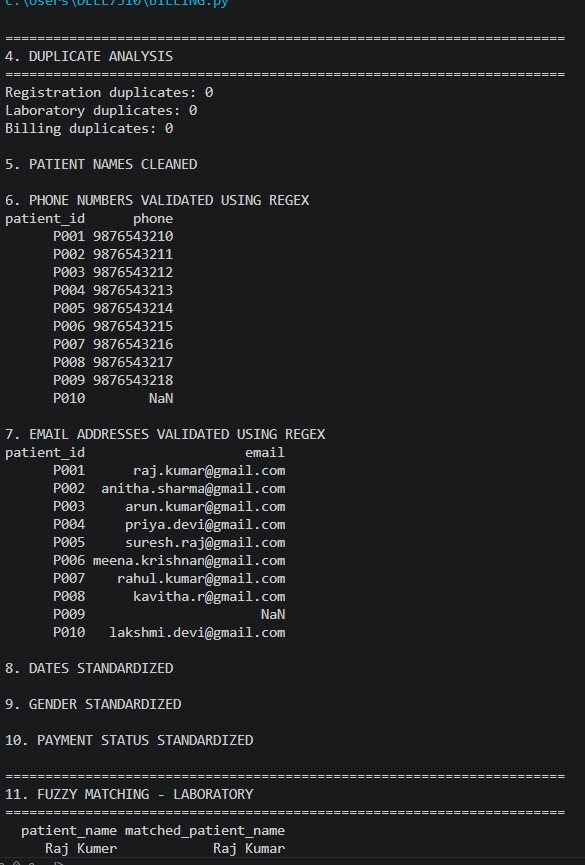 c:\Users\DELL7510\BILLING.py
======================================================================
4. DUPLICATE ANALYSIS
======================================================================
Registration duplicates: 0
Laboratory duplicates: 0
Billing duplicates: 0
5. PATIENT NAMES CLEANED
6. PHONE NUMBERS VALIDATED USING REGEX
patient_id phone
P001 9876543210
P002 9876543211
P003 9876543212
P004 9876543213
P005 9876543214
P006 9876543215
P007 9876543216
P008 9876543217
P009 9876543218
P010 NaN
7. EMAIL ADDRESSES VALIDATED USING REGEX
patient_id email
P001 raj.kumar@gmail.com
P002 anitha.sharma@gmail.com
P003 arun.kumar@gmail.com
P004 priya.devi@gmail.com
P005 suresh.raj@gmail.com
P006 meena.krishnan@gmail.com
P007 rahul.kumar@gmail.com
P008 kavitha.r@gmail.com
P009 NaN
P010 lakshmi.devi@gmail.com
8. DATES STANDARDIZED
9. GENDER STANDARDIZED
10. PAYMENT STATUS STANDARDIZED
======================================================================
11. FUZZY MATCHING - LABORATORY
======================================================================
patient_name matched_patient_name
Raj Kumer Raj Kumar